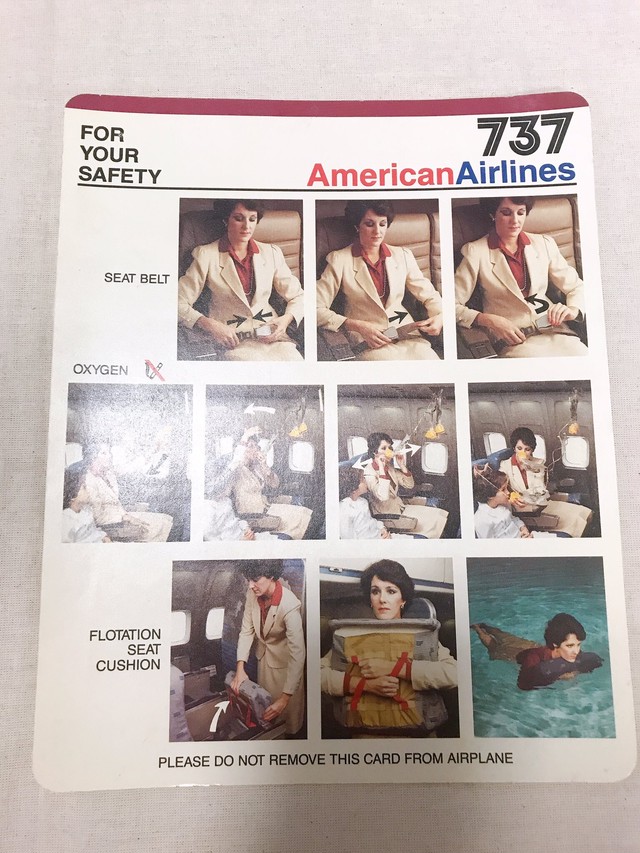 FOR
YOUR
SAFETY
737
AmericanAirlines
SEAT BELT
OXYGEN
FLOTATION
SEAT
CUSHION
PLEASE DO NOT REMOVE THIS CARD FROM AIRPLANE